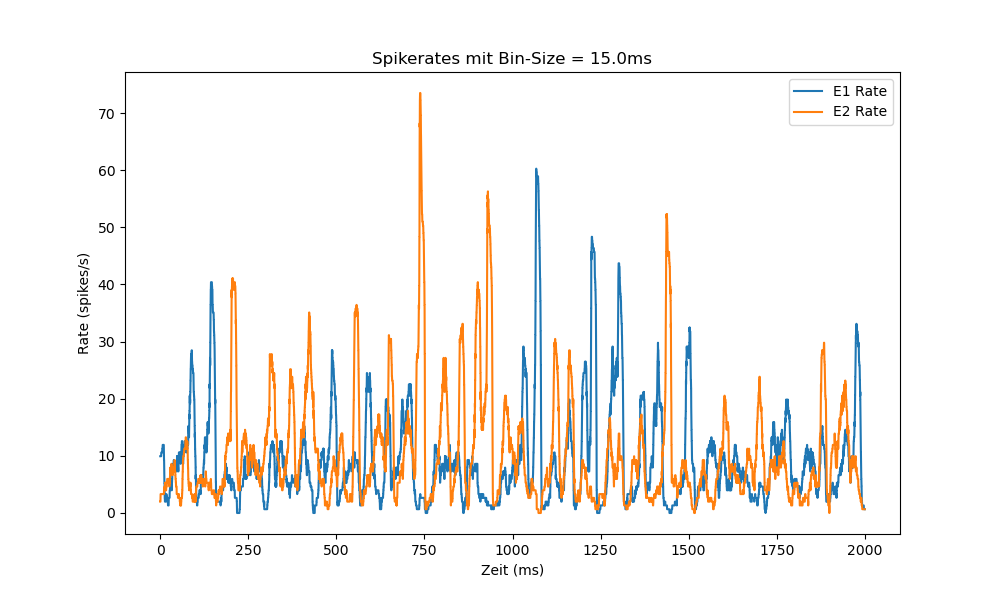 Spikerates mit Bin-Size = 15.0ms
E1 Rate
E2 Rate
Rate (spikes/s)
70
60
50
40
30
20
10
0
0 250 500 750 1000 1250 1500 1750 2000
Zeit (ms)